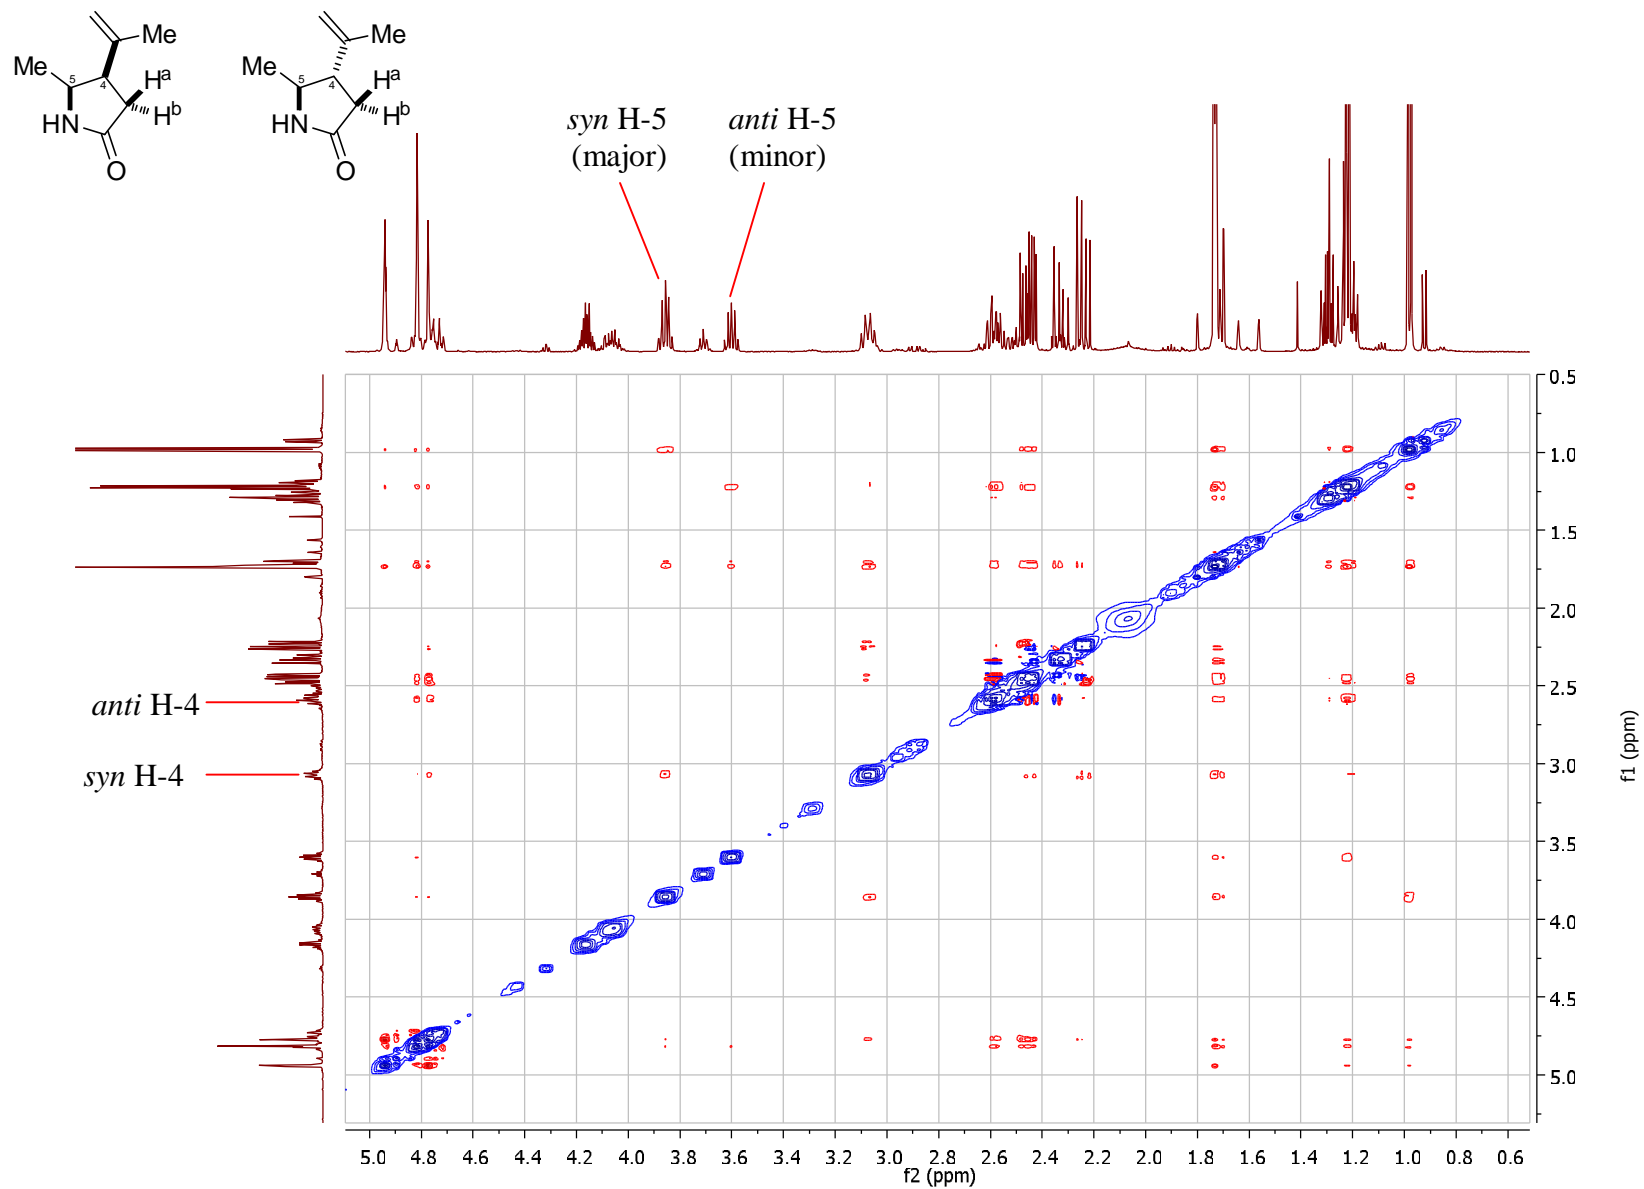 Me
Me
5
4
Hª
Hᵇ
HN
O
Me
Me
5
4
Hª
Hᵇ
HN
O
syn H-5
(major)
anti H-5
(minor)
anti H-4
syn H-4
0.5
1.0
1.5
2.0
2.5
3.0
3.5
4.0
4.5
5.0
f1 (ppm)
5.0 4.8 4.6 4.4 4.2 4.0 3.8 3.6 3.4 3.2 3.0 2.8 2.6 2.4 2.2 2.0 1.8 1.6 1.4 1.2 1.0 0.8 0.6
f2 (ppm)